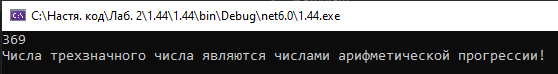 C:\Настя. код\Лаб. 2\1.44\1.44\bin\Debug\net6.0\1.44.exe
369
Числа трехзначного числа являются числами арифметической прогрессии!